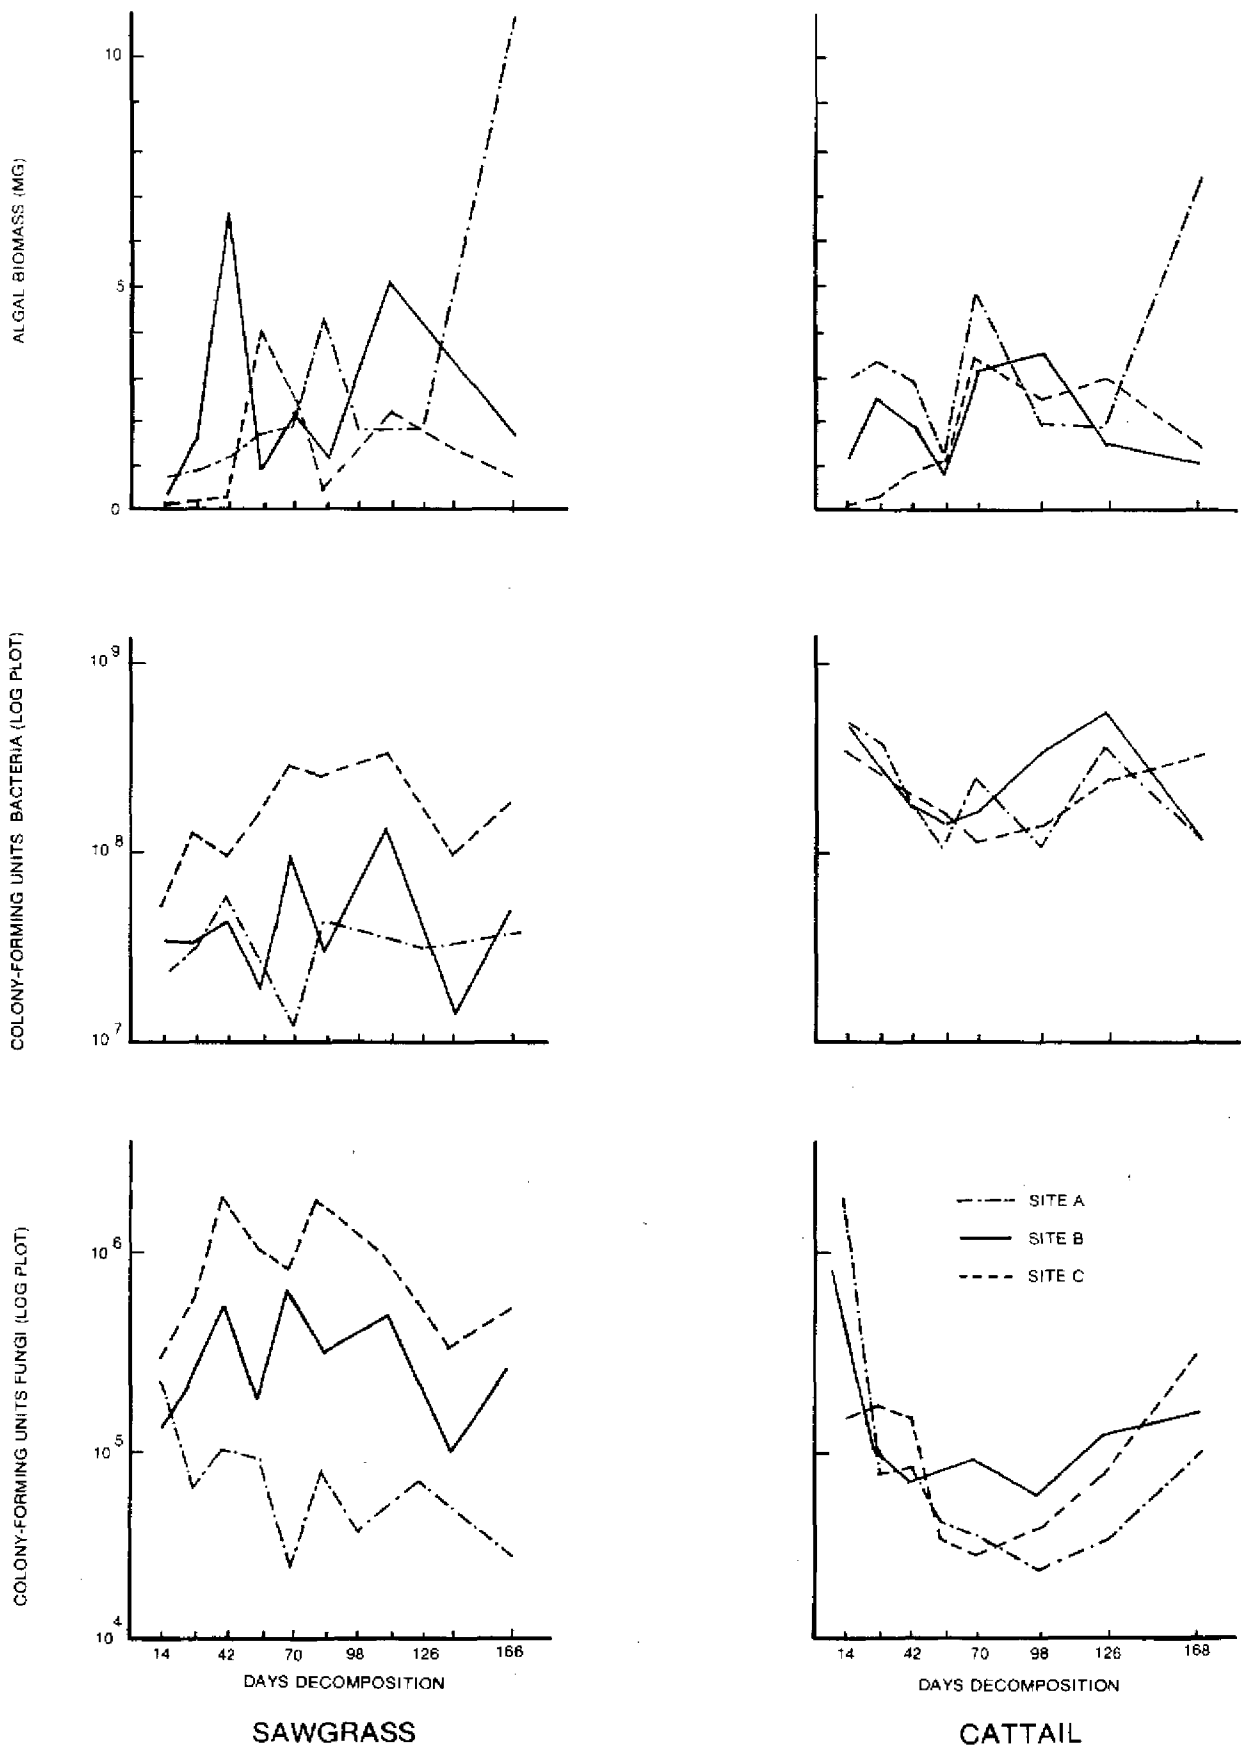 ALGAL BIOMASS (MG)
10
5
0
COLONY-FORMING UNITS BACTERIA (LOG PLOT)
10^9
10^8
10^7
COLONY-FORMING UNITS FUNGI (LOG PLOT)
10^6
10^5
10^4
14 42 70 98 126 166
DAYS DECOMPOSITION
SAWGRASS
SITE A
SITE B
SITE C
14 42 70 98 126 168
DAYS DECOMPOSITION
CATTAIL